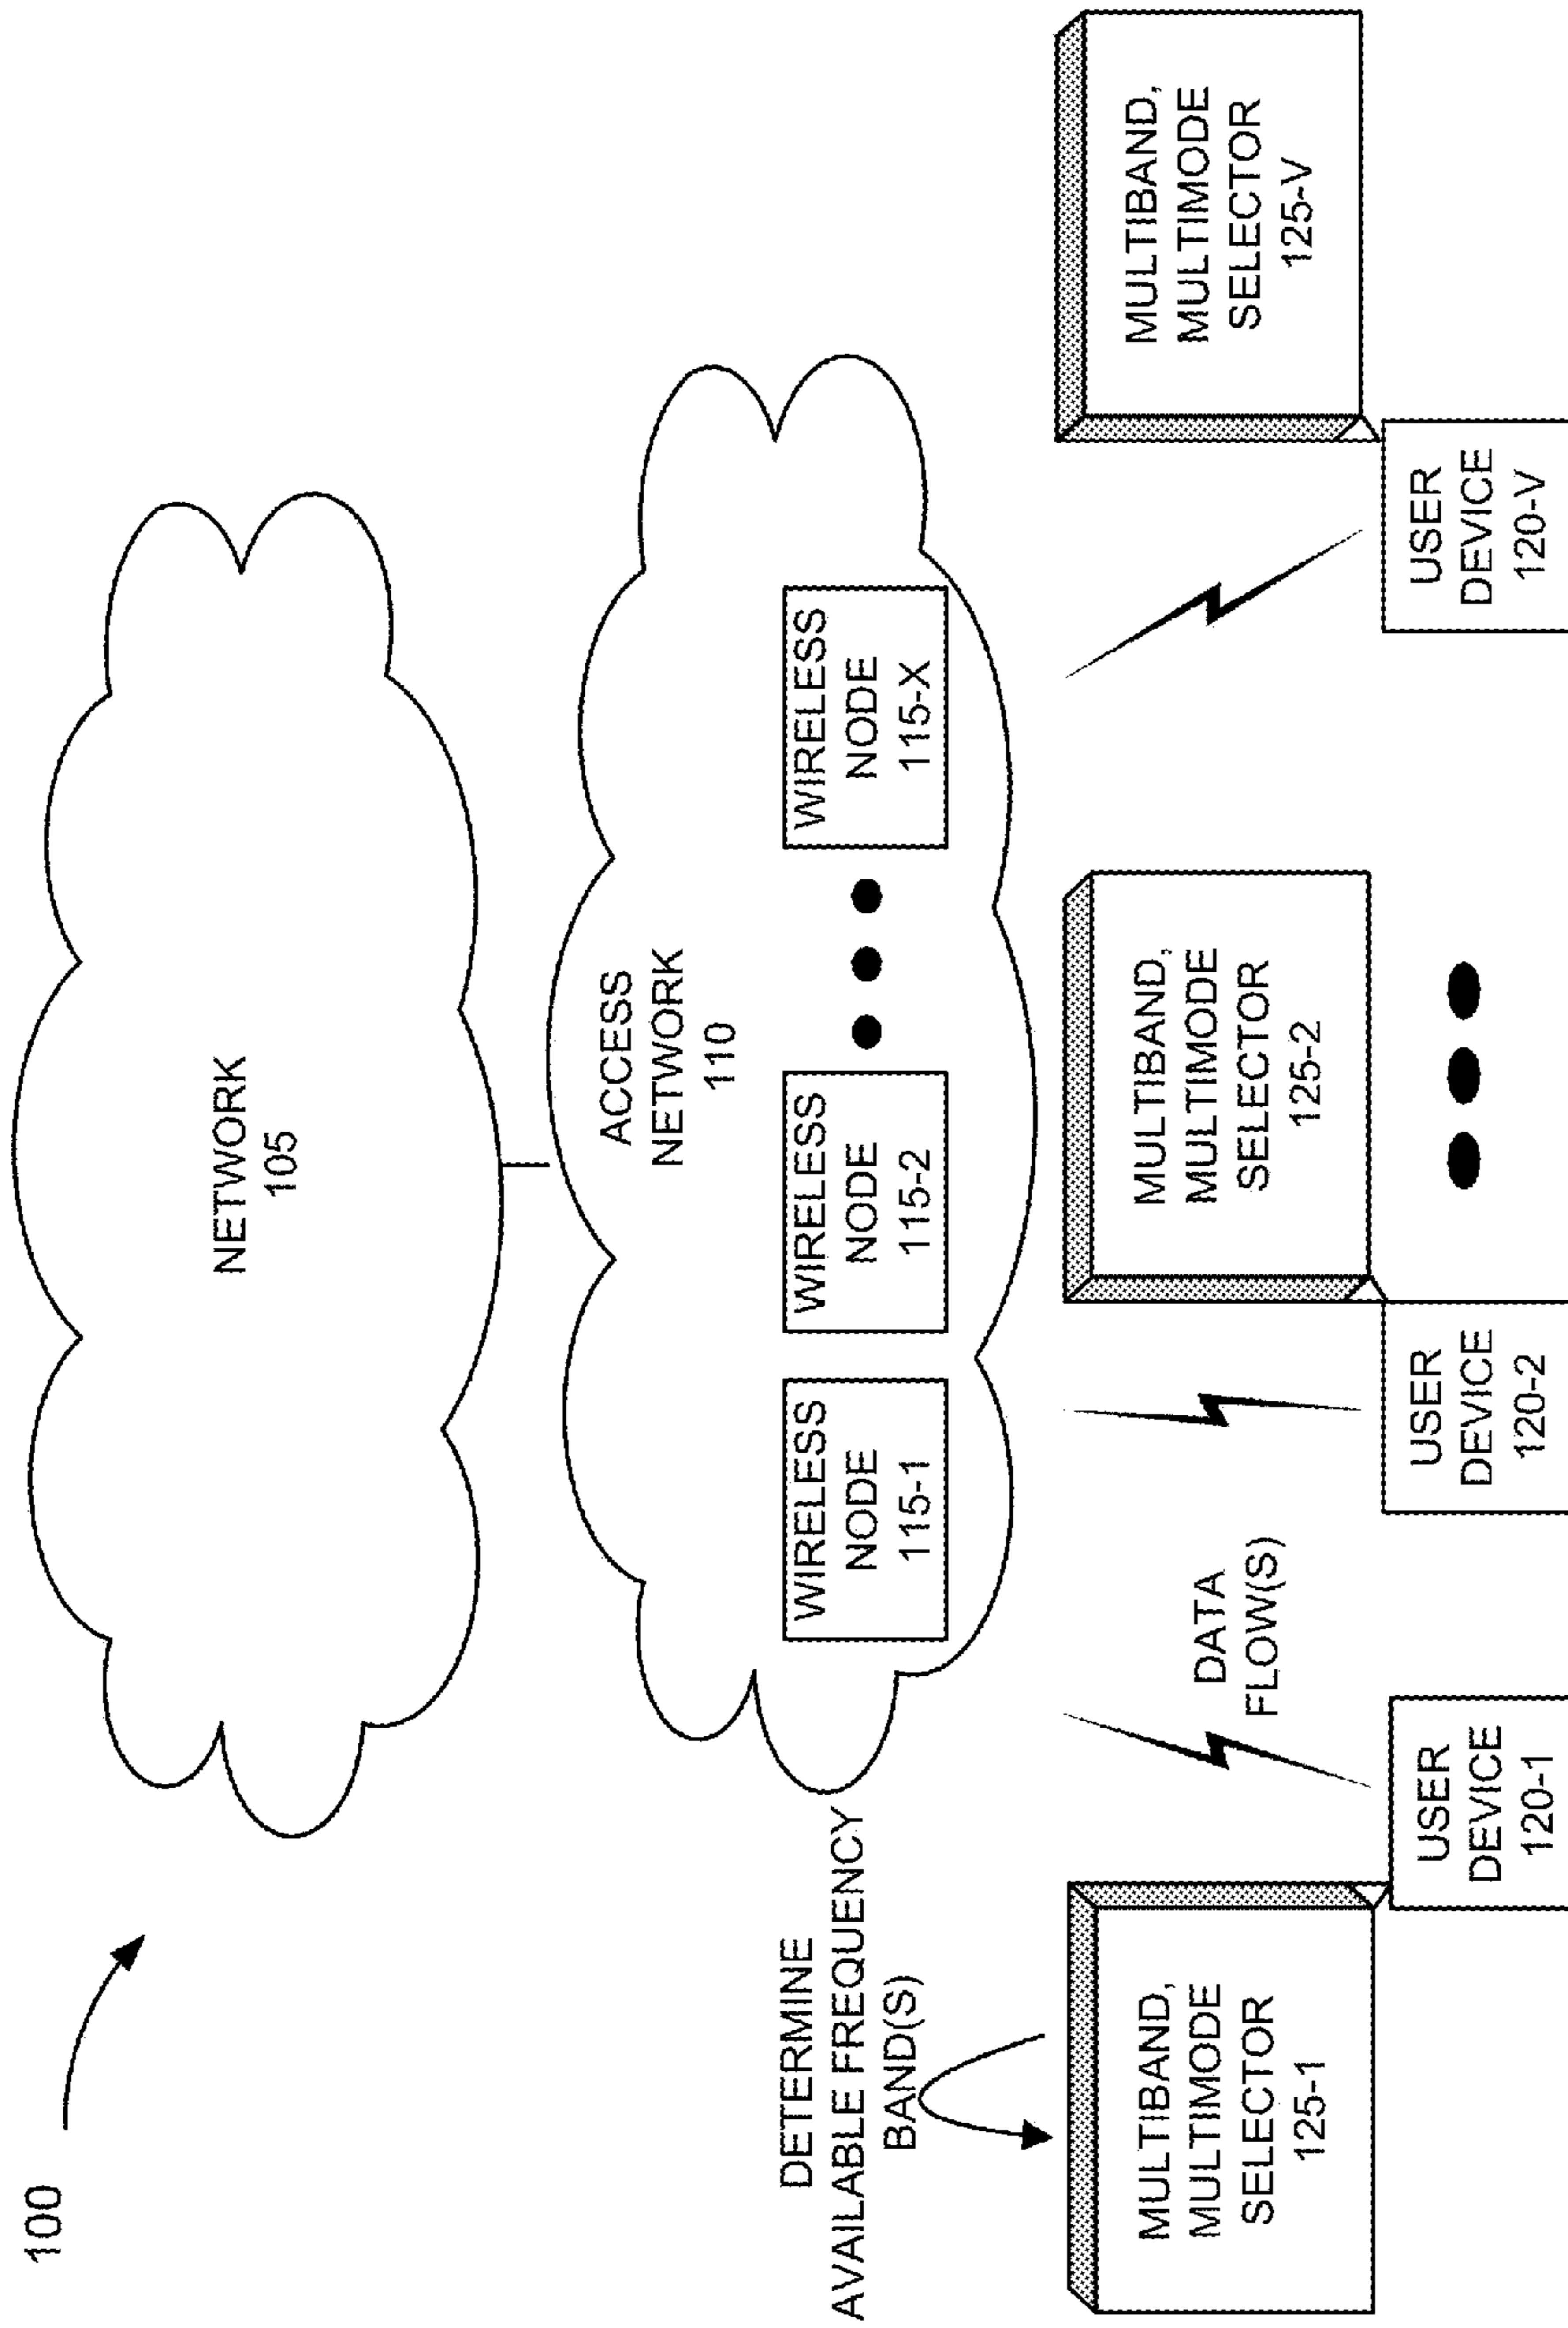 100
NETWORK
105
ACCESS
NETWORK
110
WIRELESS
NODE
115-1
WIRELESS
NODE
115-2
WIRELESS
NODE
115-X
DETERMINE
AVAILABLE FREQUENCY
BAND(S)
MULTIBAND,
MULTIMODE
SELECTOR
125-1
DATA
FLOW(S)
MULTIBAND,
MULTIMODE
SELECTOR
125-2
MULTIBAND,
MULTIMODE
SELECTOR
125-V
USER
DEVICE
120-1
USER
DEVICE
120-2
USER
DEVICE
120-V